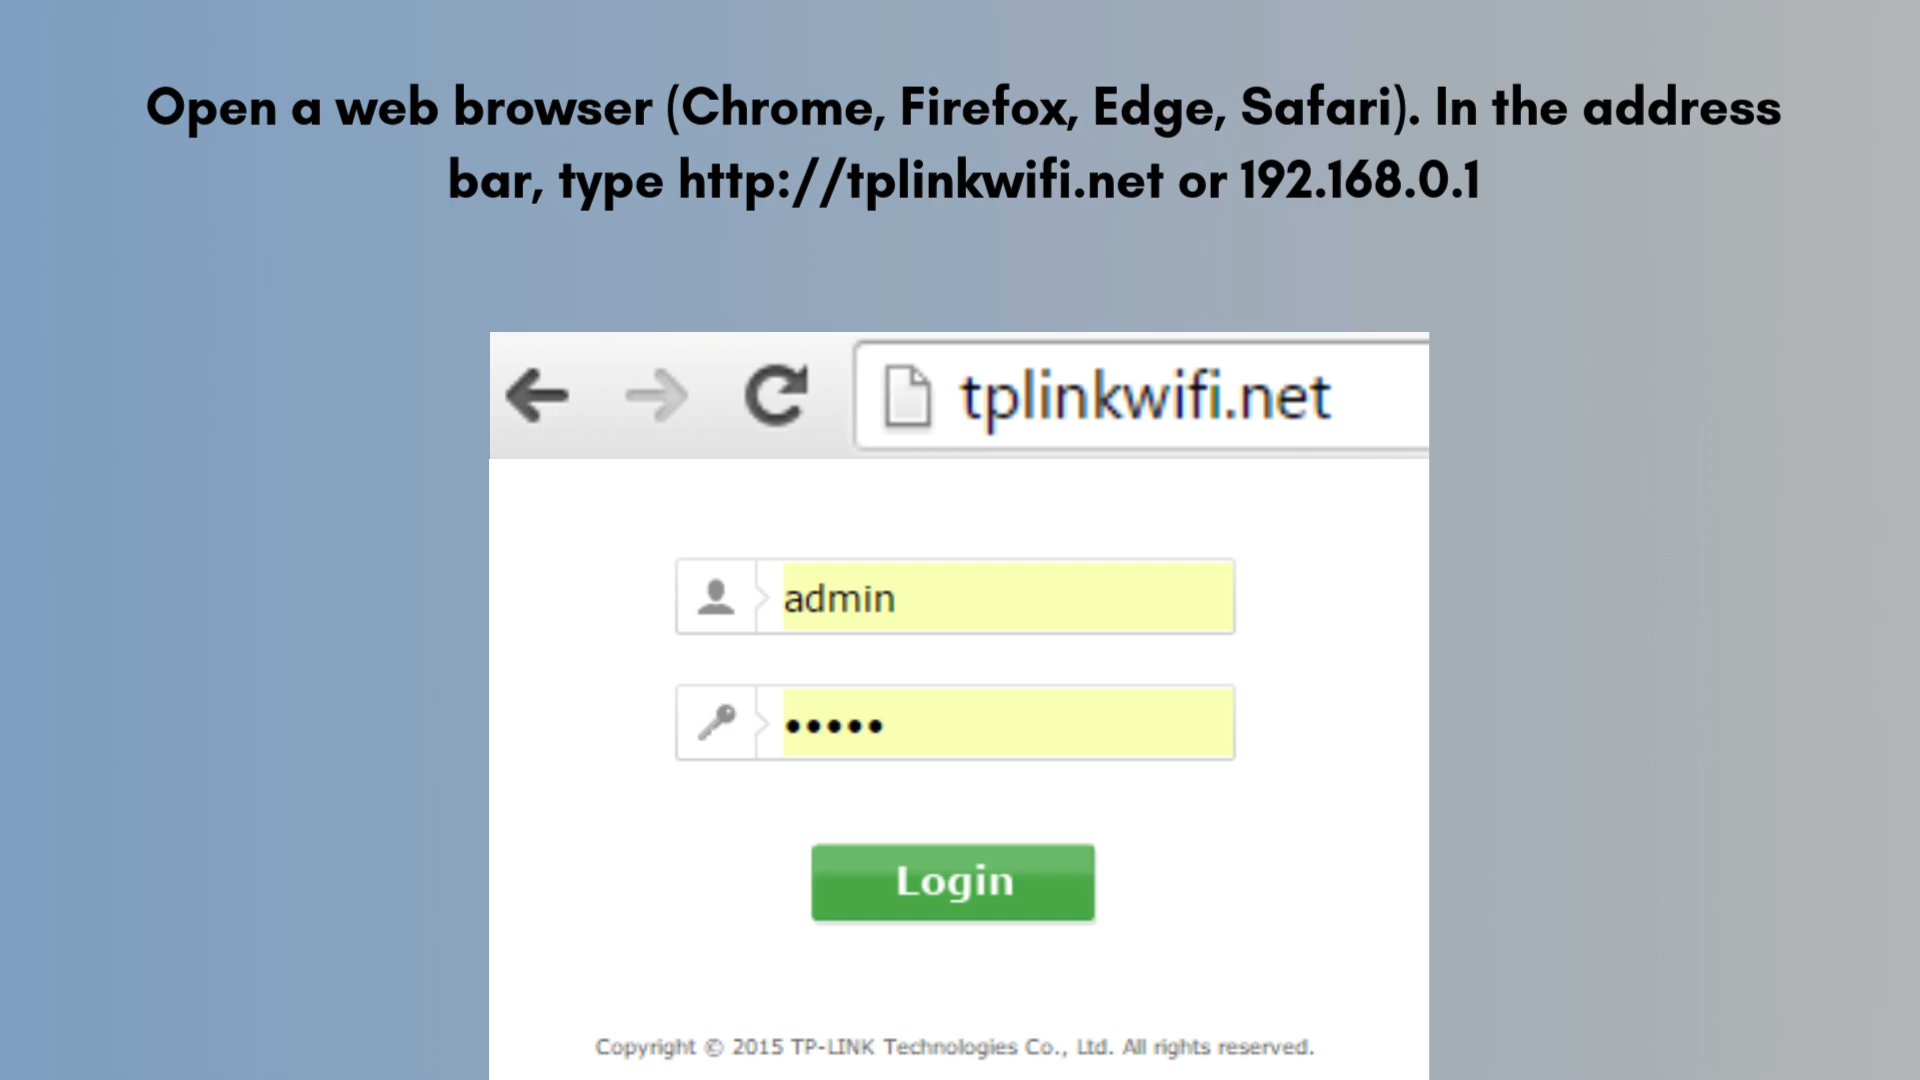 Open a web browser (Chrome, Firefox, Edge, Safari). In the address
bar, type http://tplinkwifi.net or 192.168.0.1
tplinkwifi.net
admin
•••••
Login
Copyright © 2015 TP-LINK Technologies Co., Ltd. All rights reserved.